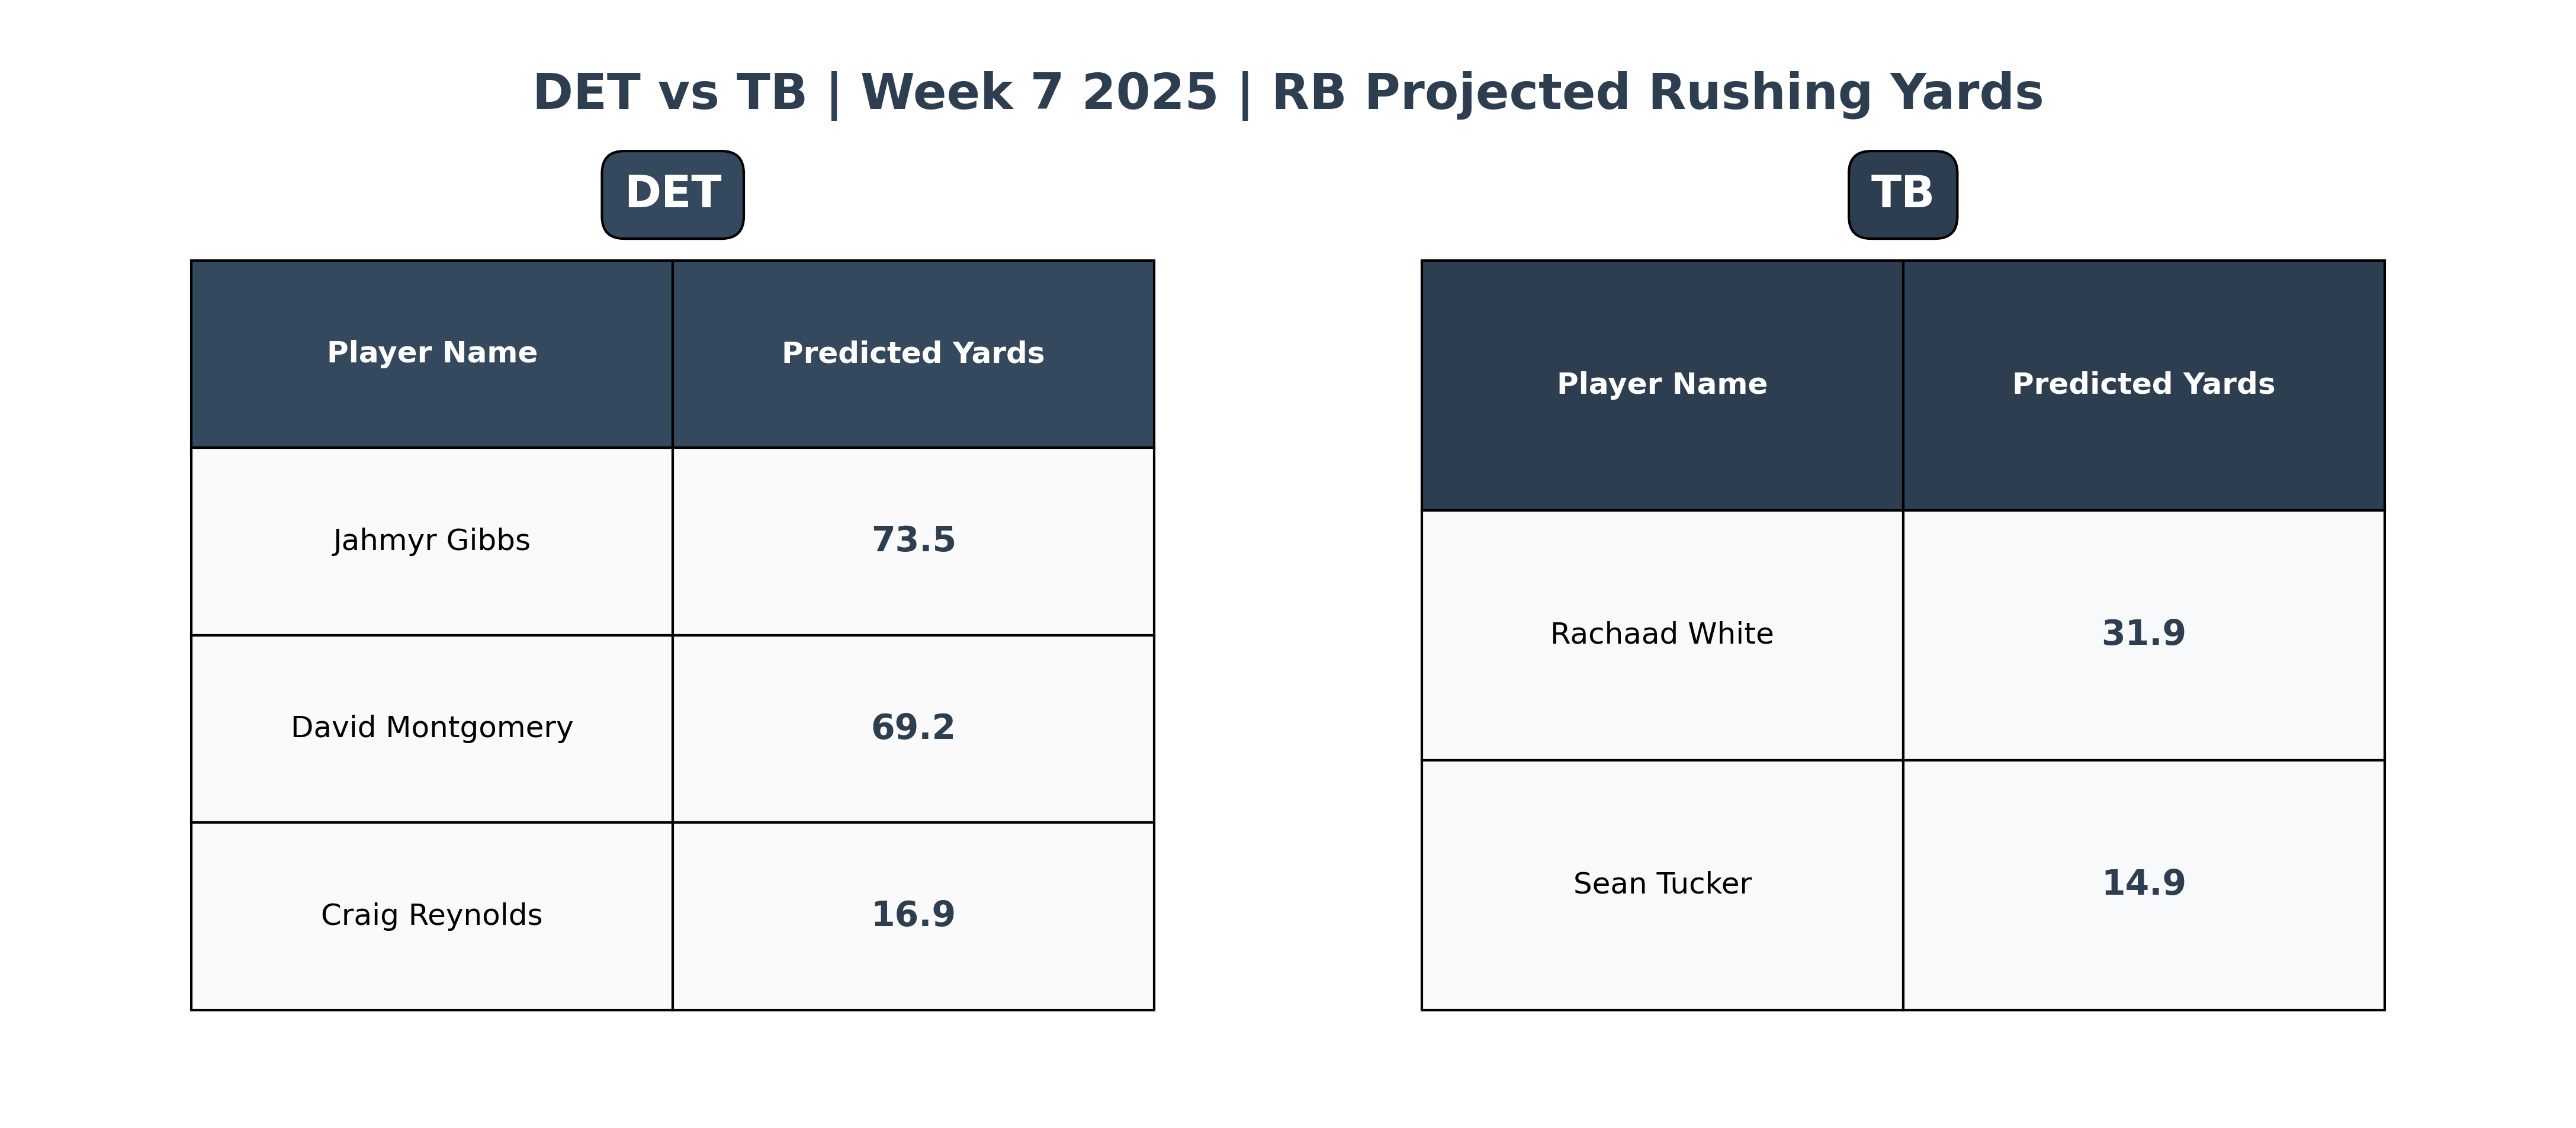 DET vs TB | Week 7 2025 | RB Projected Rushing Yards
DET
Player Name Predicted Yards
Jahmyr Gibbs 73.5
David Montgomery 69.2
Craig Reynolds 16.9
TB
Player Name Predicted Yards
Rachaad White 31.9
Sean Tucker 14.9